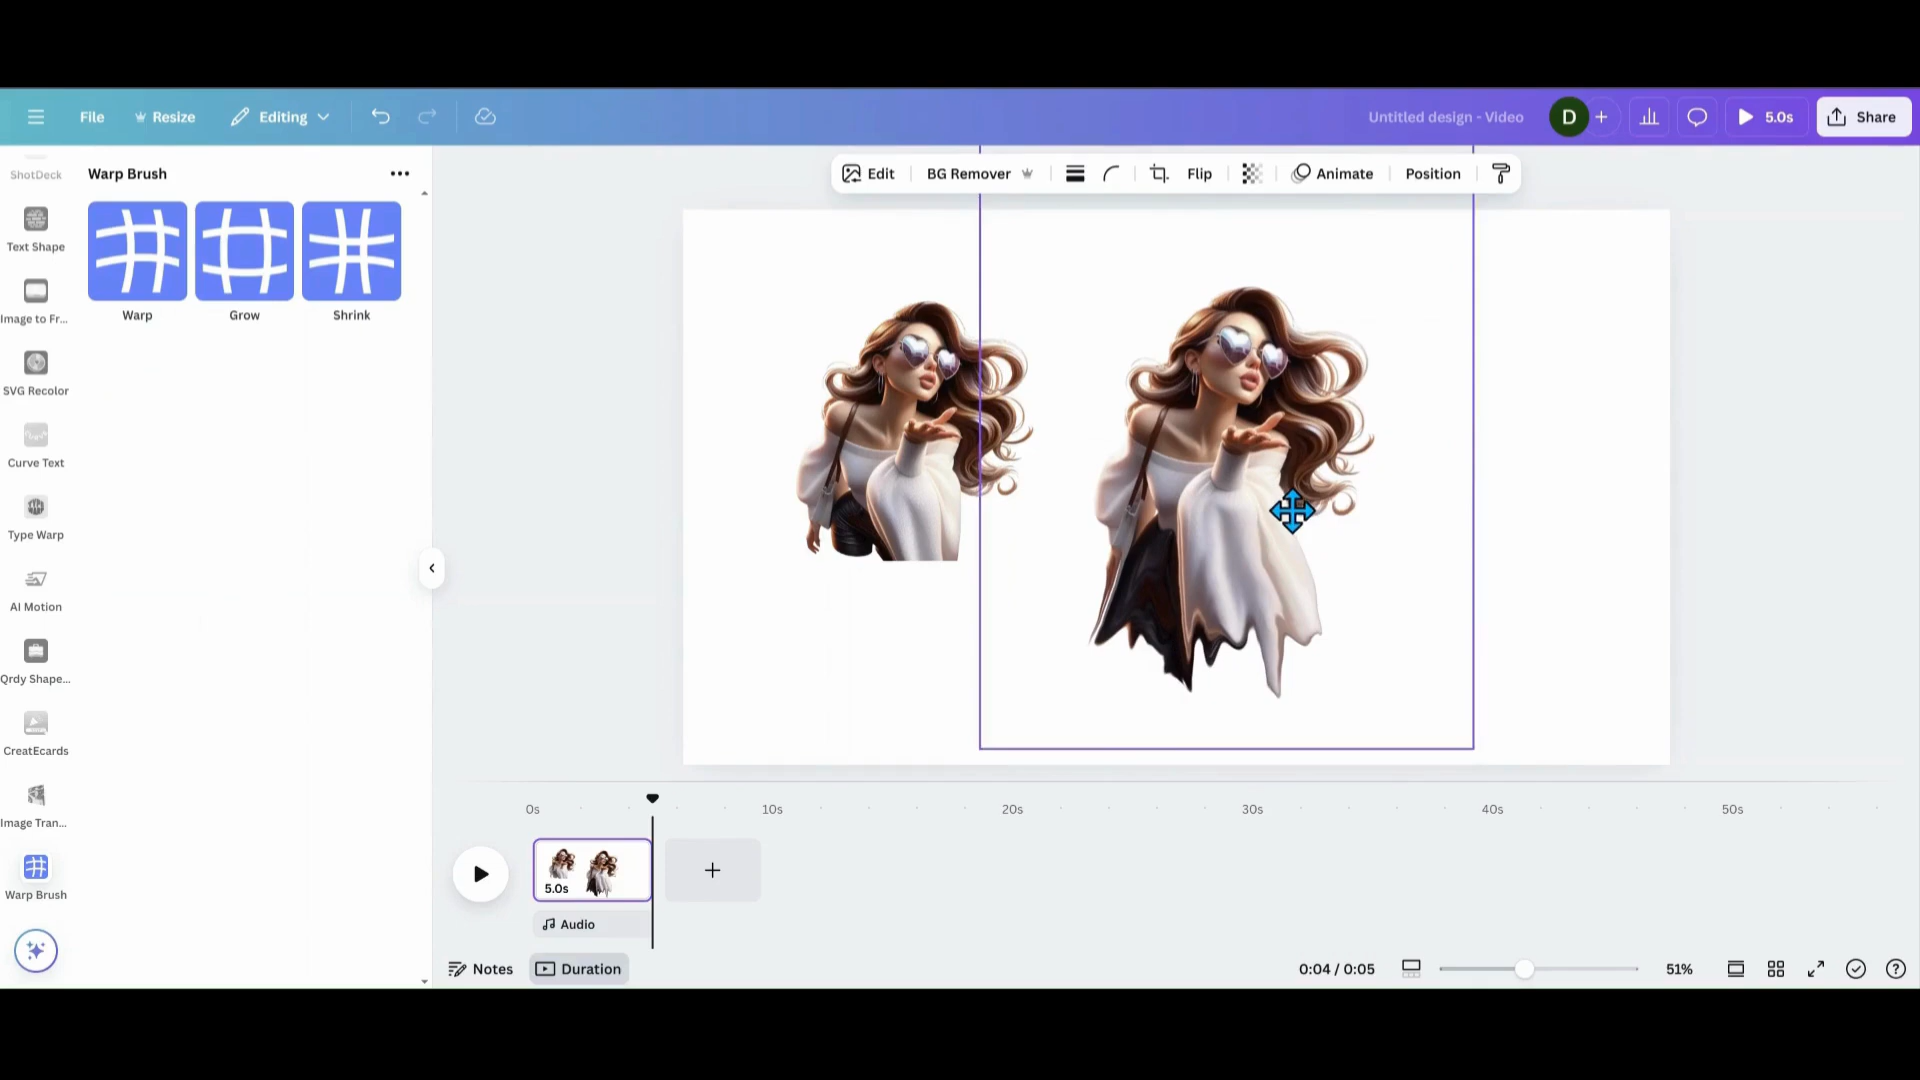 File
Resize
Editing
Untitled design - Video
D
5.0s
Share
ShotDeck
Warp Brush
Edit
BG Remover
Flip
Animate
Position
Warp
Grow
Shrink
Text Shape
Image to Fr...
SVG Recolor
Curve Text
Type Warp
AI Motion
Qrdy Shape...
CreatEcards
Image Tran...
Warp Brush
0s
10s
20s
30s
40s
50s
5.0s
Audio
Notes
Duration
0:04 / 0:05
51%